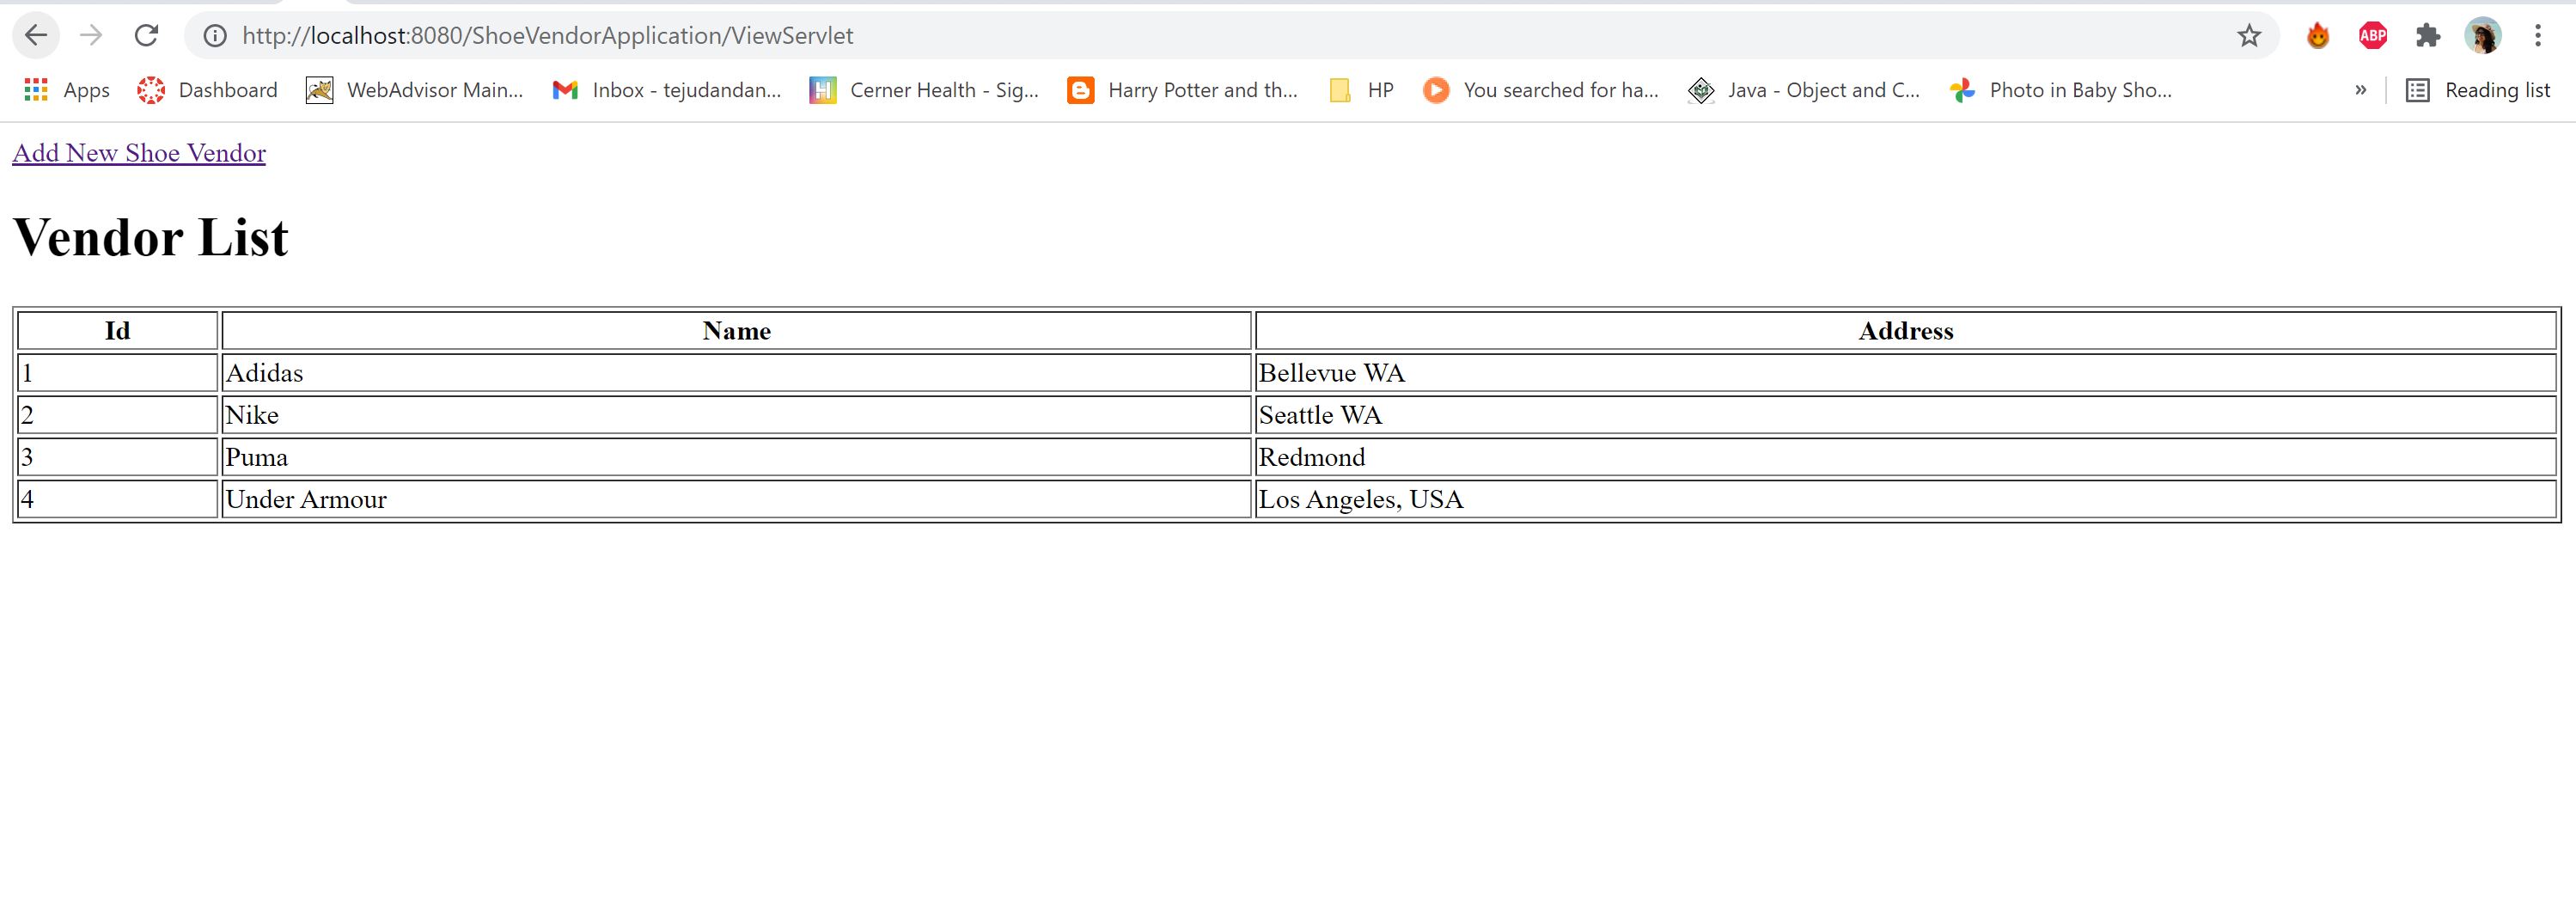 http://localhost:8080/ShoeVendorApplication/ViewServlet ABP
Apps Dashboard WebAdvisor Main... Inbox - tejudandan... Cerner Health - Sig... Harry Potter and th... HP You searched for ha... Java - Object and C... Photo in Baby Sho... » Reading list
Add New Shoe Vendor
Vendor List
Id Name Address
1 Adidas Bellevue WA
2 Nike Seattle WA
3 Puma Redmond
4 Under Armour Los Angeles, USA